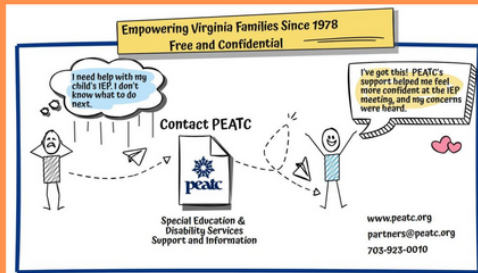 Empowering Virginia Families Since 1978
Free and Confidential
I need help with my
child's IEP. I don't
know what to do
next.
Contact PEATC
peatc
Special Education &
Disability Services
Support and Information
I've got this! PEATC's
support helped me feel
more confident at the IEP
meeting, and my concerns
were heard.
www.peatc.org
partners@peatc.org
703-923-0010